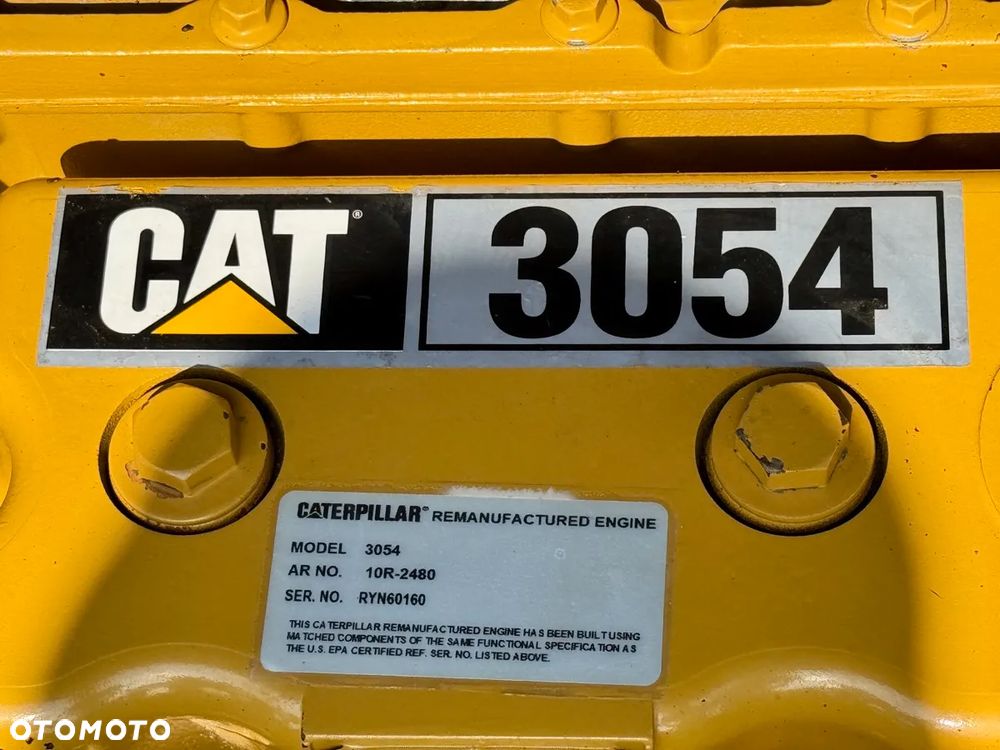 CAT® 3054
CATERPILLAR® REMANUFACTURED ENGINE
MODEL 3054
AR NO. 10R-2480
SER. NO. RYN60160
THIS CATERPILLAR REMANUFACTURED ENGINE HAS BEEN BUILT USING
MATCHED COMPONENTS OF THE SAME FUNCTIONAL SPECIFICATION AS
THE U.S. EPA CERTIFIED REF. SER. NO. LISTED ABOVE.
OTOMOTO